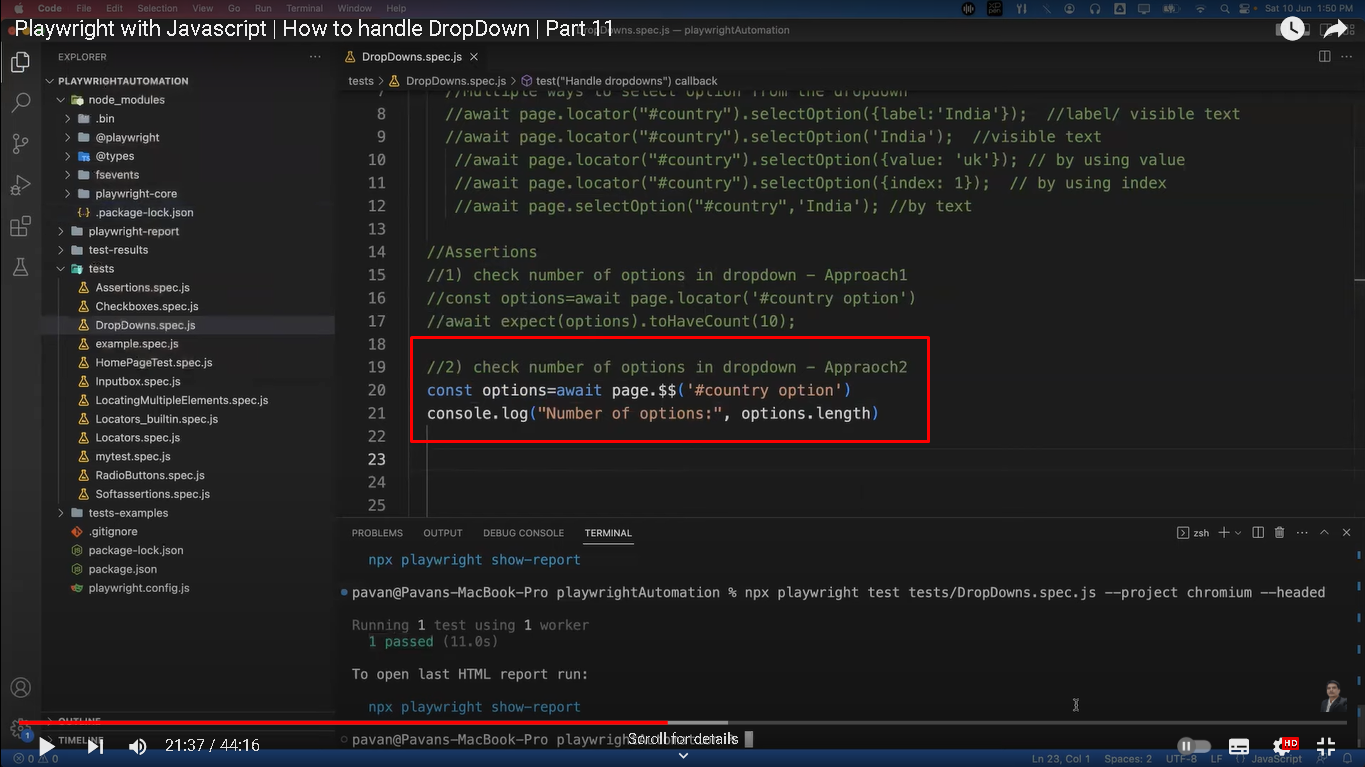 Code File Edit Selection View Go Run Terminal Window Help Sat 10 Jun 1:50 PM
Playwright with Javascript | How to handle DropDown | Part 11
DropDowns.spec.js — playwrightAutomation
EXPLORER
PLAYWRIGHTAUTOMATION
node_modules
.bin
@playwright
@types
fsevents
playwright-core
.package-lock.json
playwright-report
test-results
tests
Assertions.spec.js
Checkboxes.spec.js
DropDowns.spec.js
example.spec.js
HomePageTest.spec.js
Inputbox.spec.js
LocatingMultipleElements.spec.js
Locators_builtin.spec.js
Locators.spec.js
mytest.spec.js
RadioButtons.spec.js
Softassertions.spec.js
tests-examples
.gitignore
package-lock.json
package.json
playwright.config.js
OUTLINE
TIMELINE
DropDowns.spec.js
tests > DropDowns.spec.js > test("Handle dropdowns") callback
7 //Multiple ways to select option from the dropdown
8 //await page.locator("#country").selectOption({label:'India'}); //label/ visible text
9 //await page.locator("#country").selectOption('India'); //visible text
10 //await page.locator("#country").selectOption({value: 'uk'}); // by using value
11 //await page.locator("#country").selectOption({index: 1}); // by using index
12 //await page.selectOption("#country",'India'); //by text
13
14 //Assertions
15 //1) check number of options in dropdown - Approach1
16 //const options=await page.locator('#country option')
17 //await expect(options).toHaveCount(10);
18
19 //2) check number of options in dropdown - Appraoch2
20 const options=await page.$$('#country option')
21 console.log("Number of options:", options.length)
22
23
24
25
PROBLEMS OUTPUT DEBUG CONSOLE TERMINAL zsh
npx playwright show-report
pavan@Pavans-MacBook-Pro playwrightAutomation % npx playwright test tests/DropDowns.spec.js --project chromium --headed
Running 1 test using 1 worker
1 passed (11.0s)
To open last HTML report run:
npx playwright show-report
pavan@Pavans-MacBook-Pro playwrightAutomation
Scroll for details
21:37 / 44:16
HD
1
0 0 Ln 23, Col 1 Spaces: 2 UTF-8 LF JavaScript